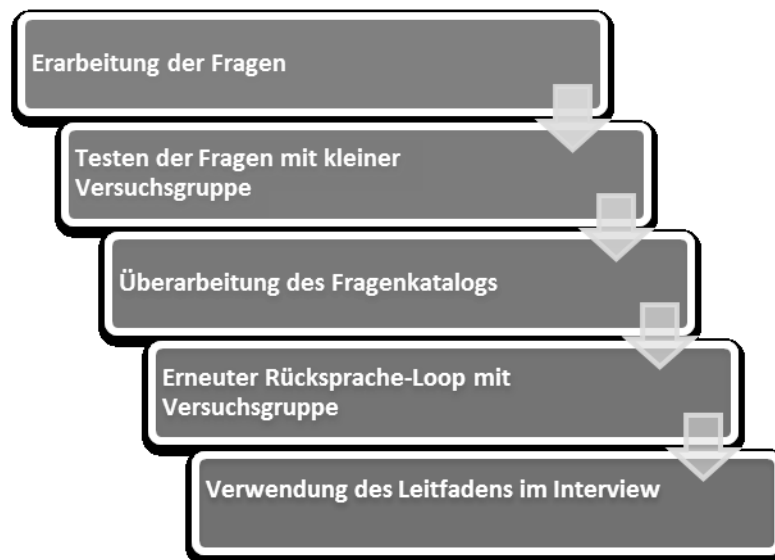 Erarbeitung der Fragen
Testen der Fragen mit kleiner
Versuchsgruppe
Überarbeitung des Fragenkatalogs
Erneuter Rücksprache-Loop mit
Versuchsgruppe
Verwendung des Leitfadens im Interview